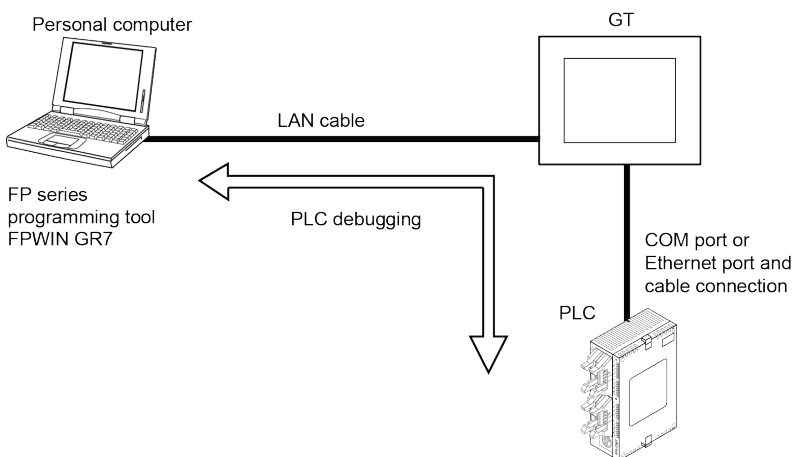 Personal computer
GT
LAN cable
FP series
programming tool
FPWIN GR7
PLC debugging
COM port or
Ethernet port and
cable connection
PLC